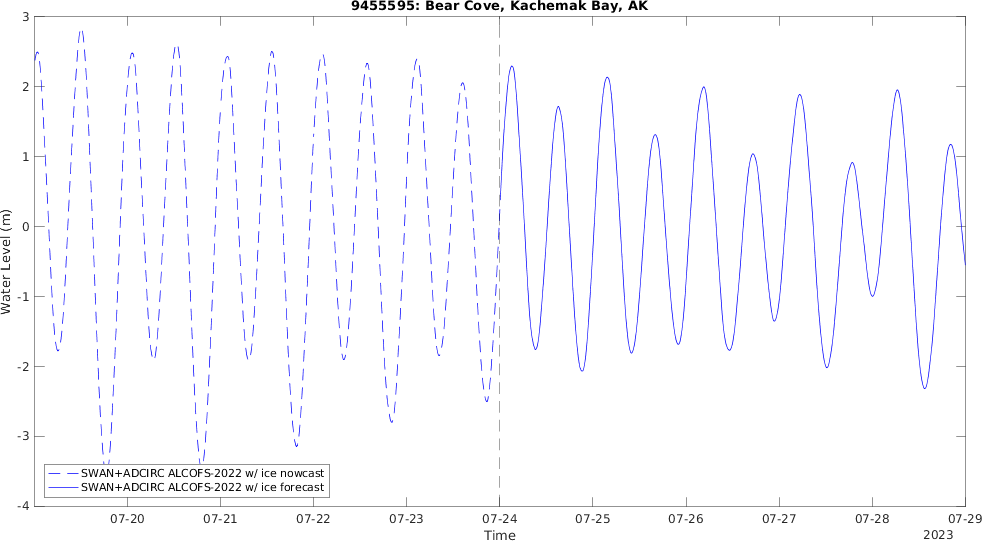 9455595: Bear Cove, Kachemak Bay, AK
3
2
1
0
-1
-2
-3
-4
Water Level (m)
SWAN+ADCIRC ALCOFS-2022 w/ ice nowcast
SWAN+ADCIRC ALCOFS-2022 w/ ice forecast
07-20 07-21 07-22 07-23 07-24 07-25 07-26 07-27 07-28 07-29
Time
2023